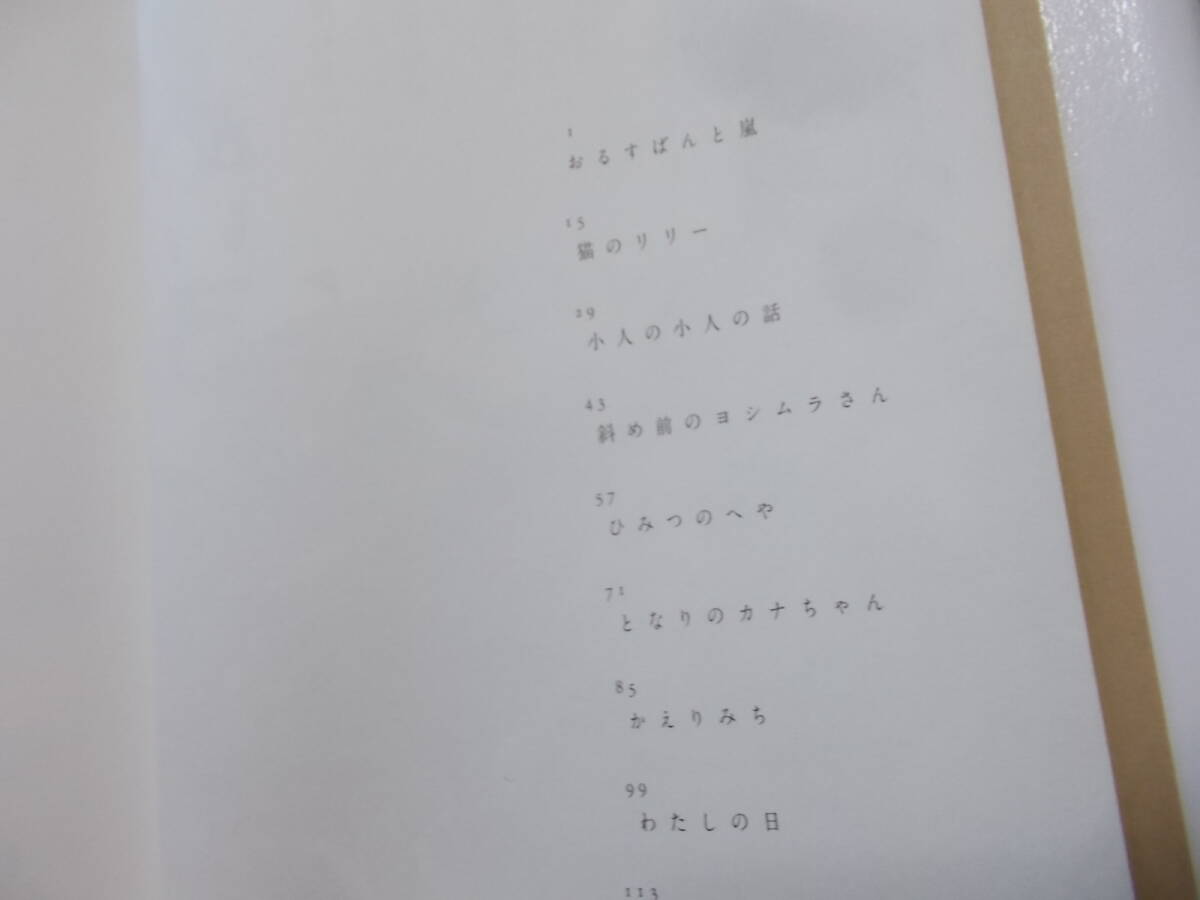 1
おるすばんと嵐
15
猫のリリー
29
小人の小人の話
43
斜め前のヨシムラさん
57
ひみつのへや
71
となりのカナちゃん
85
かえりみち
99
わたしの日
113